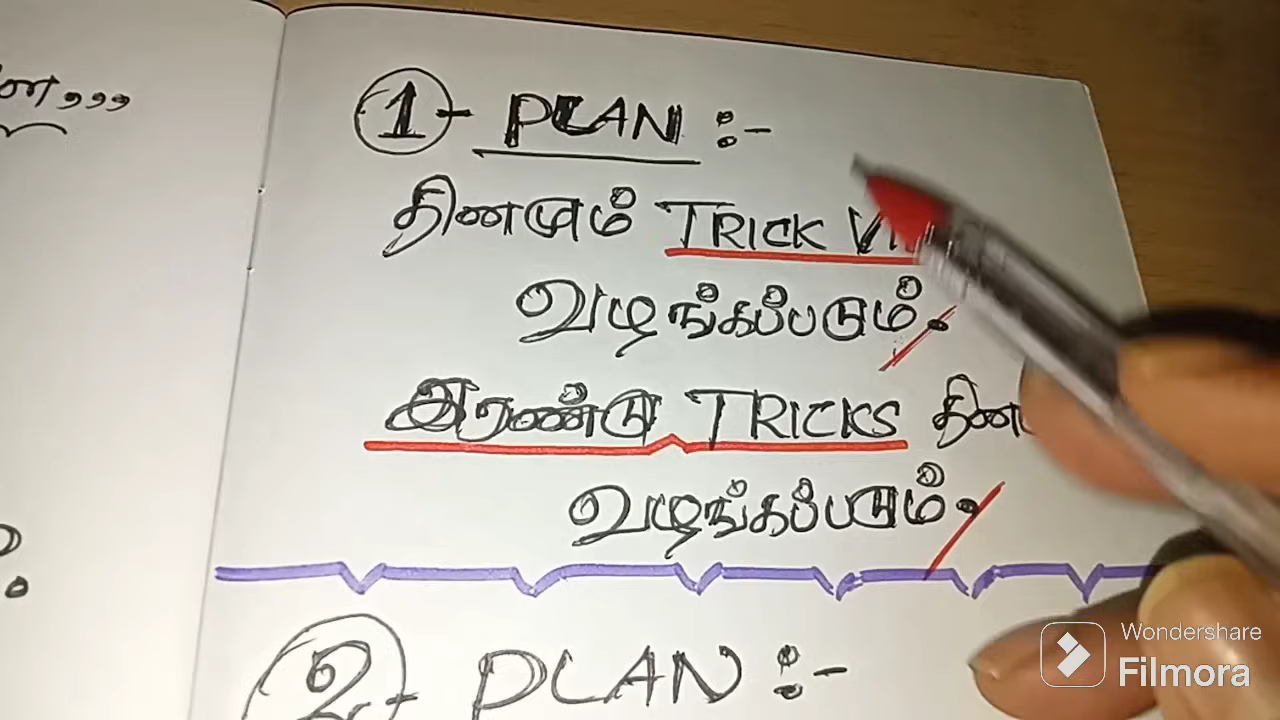 1 - PLAN :-
தினமும் TRICK
வழங்கப்படும்.
இரண்டு TRICKS
வழங்கப்படும்.
2 - PLAN :-
Wondershare
Filmora